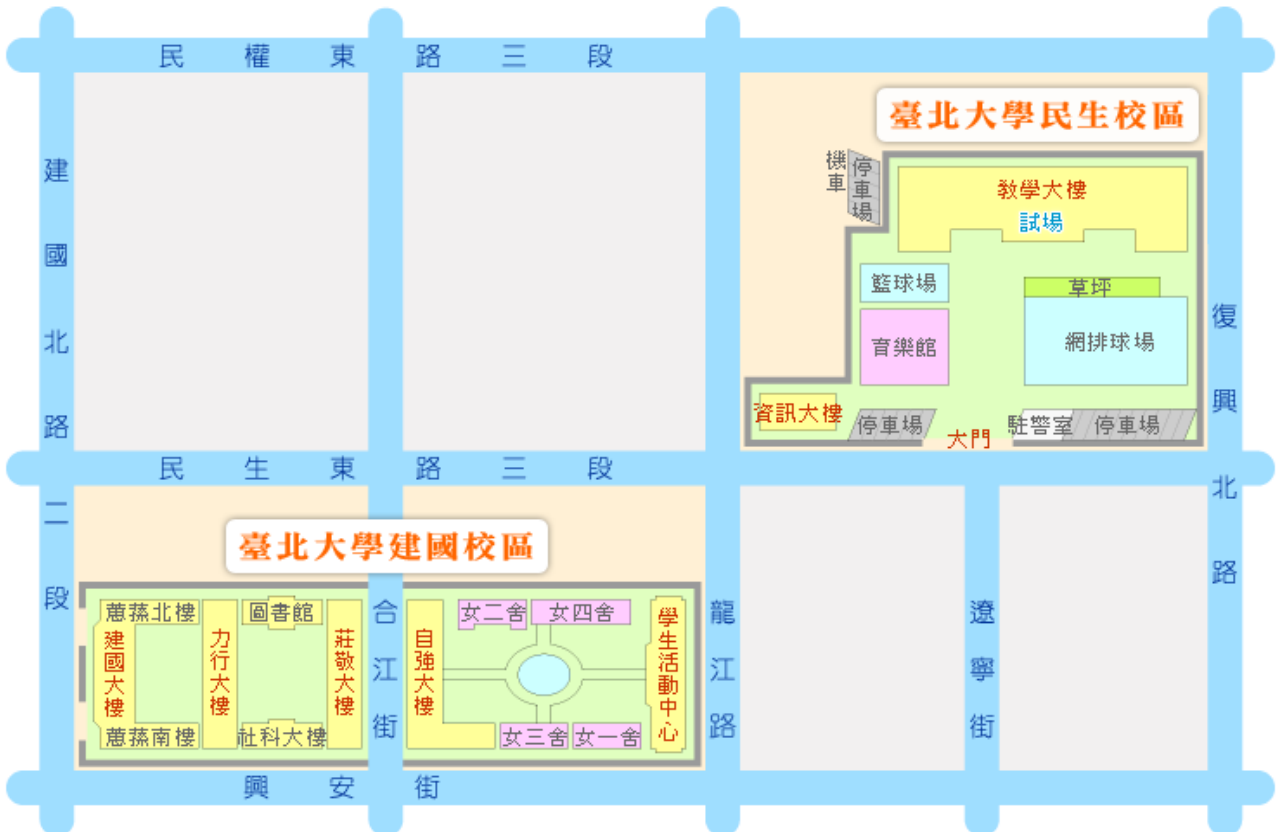 民權東路三段
建國北路二段
臺北大學民生校區
機車
停車場
教學大樓
試場
籃球場
草坪
育樂館
網排球場
復興北路
資訊大樓
停車場
大門
駐警室
停車場
民生東路三段
臺北大學建國校區
蕙蓀北樓
圖書館
建國大樓
力行大樓
莊敬大樓
蕙蓀南樓
社科大樓
合江街
自強大樓
女二舍
女四舍
學生活動中心
女三舍
女一舍
龍江路
遼寧街
興安街